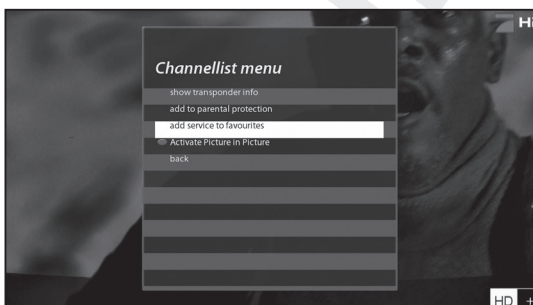 Hi
Channellist menu
show transponder info
add to parental protection
add service to favourites
Activate Picture in Picture
back
HD +